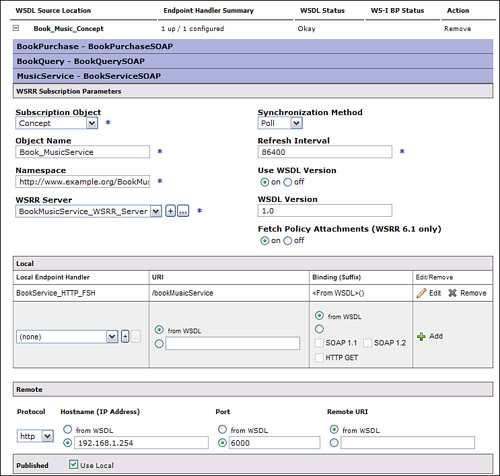 WSDL Source Location Endpoint Handler Summary WSDL Status WS-I BP Status Action
Book_Music_Concept 1 up / 1 configured Okay Remove
BookPurchase - BookPurchaseSOAP
BookQuery - BookQuerySOAP
MusicService - BookServiceSOAP
WSRR Subscription Parameters
Subscription Object Synchronization Method
Concept * Poll
Object Name Refresh Interval
Book_MusicService * 86400 *
Namespace Use WSDL Version
http://www.example.org/BookMu * on off
WSRR Server WSDL Version
BookMusicService_WSRR_Server + ... * 1.0
Fetch Policy Attachments (WSRR 6.1 only)
on off
Local
Local Endpoint Handler URI Binding (Suffix) Edit/Remove
BookService_HTTP_FSH /bookMusicService <From WSDL>() Edit Remove
(none) + ... from WSDL from WSDL Add
SOAP 1.1 SOAP 1.2
HTTP GET
Remote
Protocol Hostname (IP Address) Port Remote URI
http from WSDL from WSDL from WSDL
192.168.1.254 6000
Published Use Local